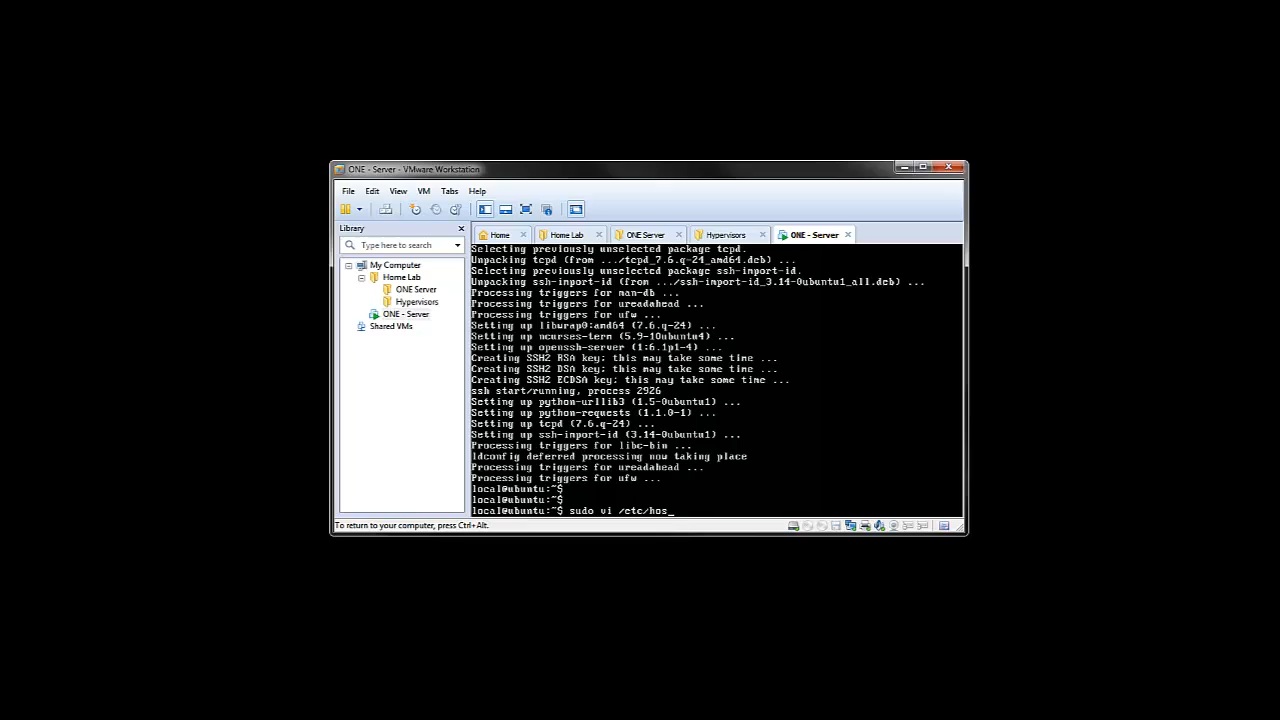 ONE - Server - VMware Workstation
File Edit View VM Tabs Help
Library
Type here to search
My Computer
Home Lab
ONE Server
Hypervisors
ONE - Server
Shared VMs
Home Home Lab ONE Server Hypervisors ONE - Server
Selecting previously unselected package tcpd.
Unpacking tcpd (from .../tcpd_7.6.q-24_amd64.deb) ...
Selecting previously unselected package ssh-import-id.
Unpacking ssh-import-id (from .../ssh-import-id_3.14-0ubuntu1_all.deb) ...
Processing triggers for man-db ...
Processing triggers for ureadahead ...
Processing triggers for ufw ...
Setting up libwrap0:amd64 (7.6.q-24) ...
Setting up ncurses-term (5.9-10ubuntu4) ...
Setting up openssh-server (1:6.1p1-4) ...
Creating SSH2 RSA key; this may take some time ...
Creating SSH2 DSA key; this may take some time ...
Creating SSH2 ECDSA key; this may take some time ...
ssh start/running, process 2926
Setting up python-urllib3 (1.5-0ubuntu1) ...
Setting up python-requests (1.1.0-1) ...
Setting up tcpd (7.6.q-24) ...
Setting up ssh-import-id (3.14-0ubuntu1) ...
Processing triggers for libc-bin ...
ldconfig deferred processing now taking place
Processing triggers for ureadahead ...
Processing triggers for ufw ...
local@ubuntu:~$
local@ubuntu:~$
local@ubuntu:~$ sudo vi /etc/hos_
To return to your computer, press Ctrl+Alt.